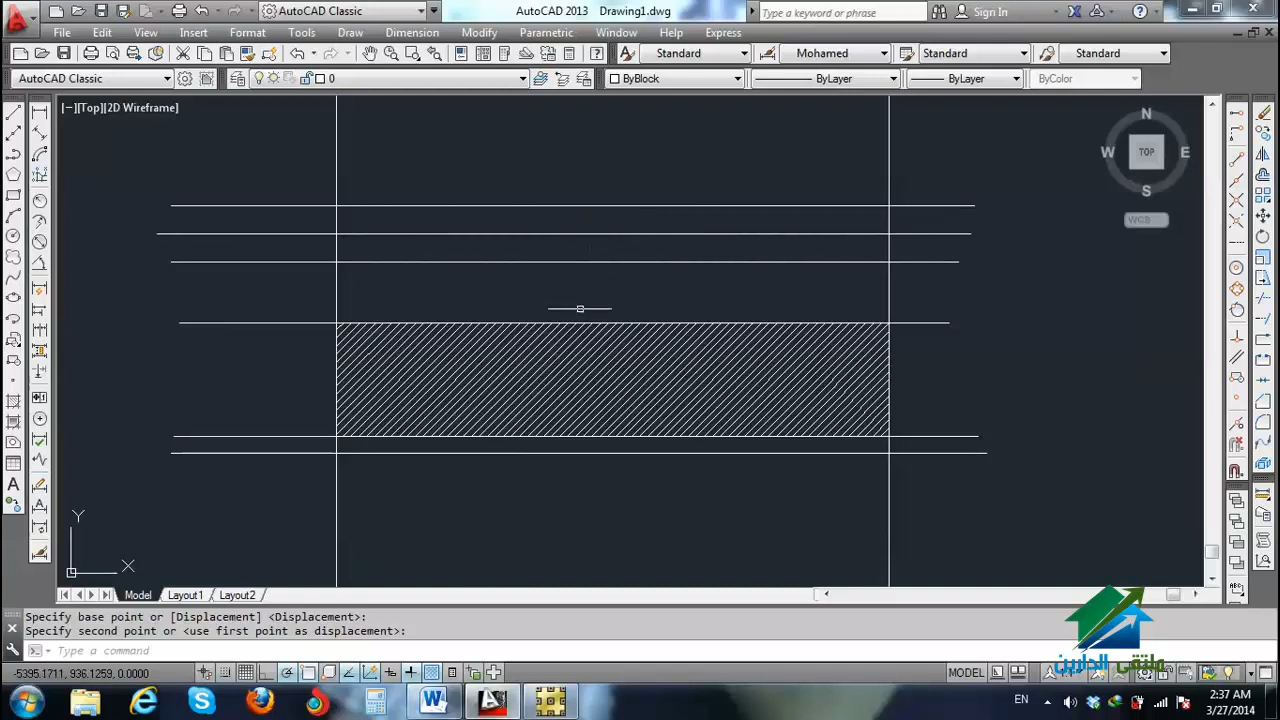 AutoCAD Classic
AutoCAD 2013 Drawing1.dwg
Type a keyword or phrase
Sign In
File Edit View Insert Format Tools Draw Dimension Modify Parametric Window Help Express
Standard
Mohamed
Standard
Standard
AutoCAD Classic
0
ByBlock
ByLayer
ByLayer
ByColor
[−][Top][2D Wireframe]
N
W TOP E
S
WCS
Y
X
Model Layout1 Layout2
Specify base point or [Displacement] <Displacement>:
Specify second point or <use first point as displacement>:
Type a command
ملتقى الدارين
-5395.1711, 936.1259, 0.0000
MODEL
EN
2:37 AM
3/27/2014